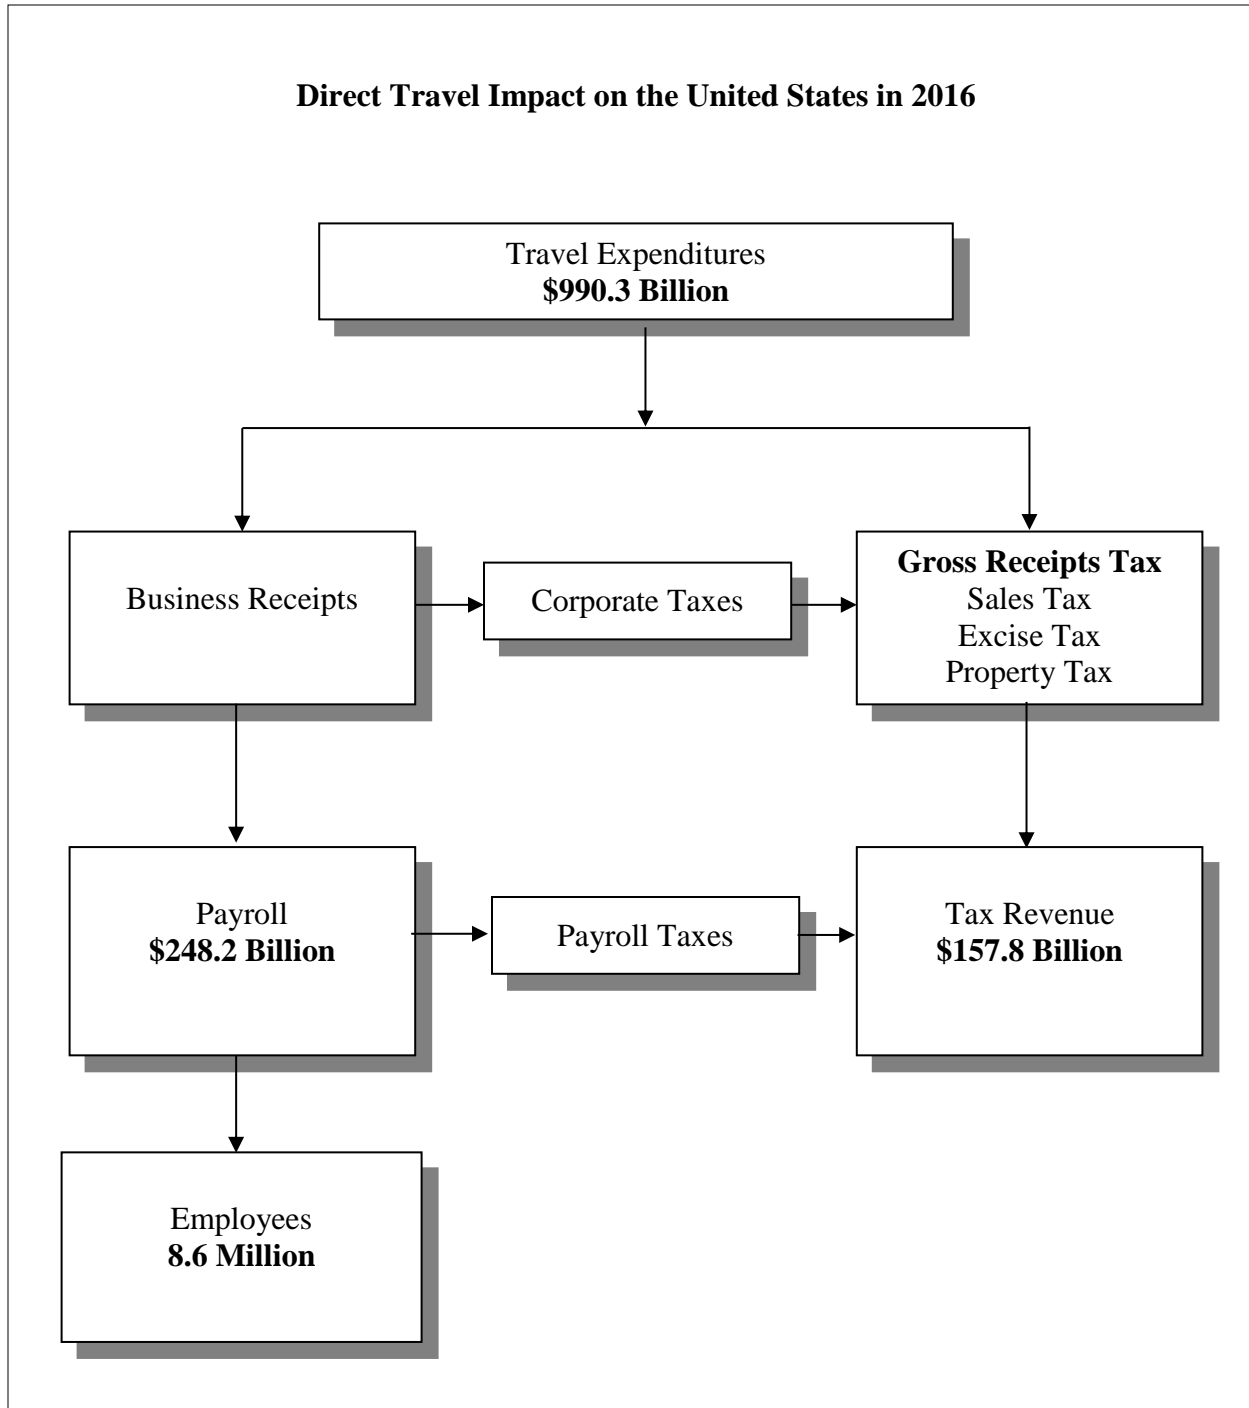 Direct Travel Impact on the United States in 2016
Travel Expenditures
$990.3 Billion
Business Receipts
Corporate Taxes
Gross Receipts Tax
Sales Tax
Excise Tax
Property Tax
Payroll
$248.2 Billion
Payroll Taxes
Tax Revenue
$157.8 Billion
Employees
8.6 Million